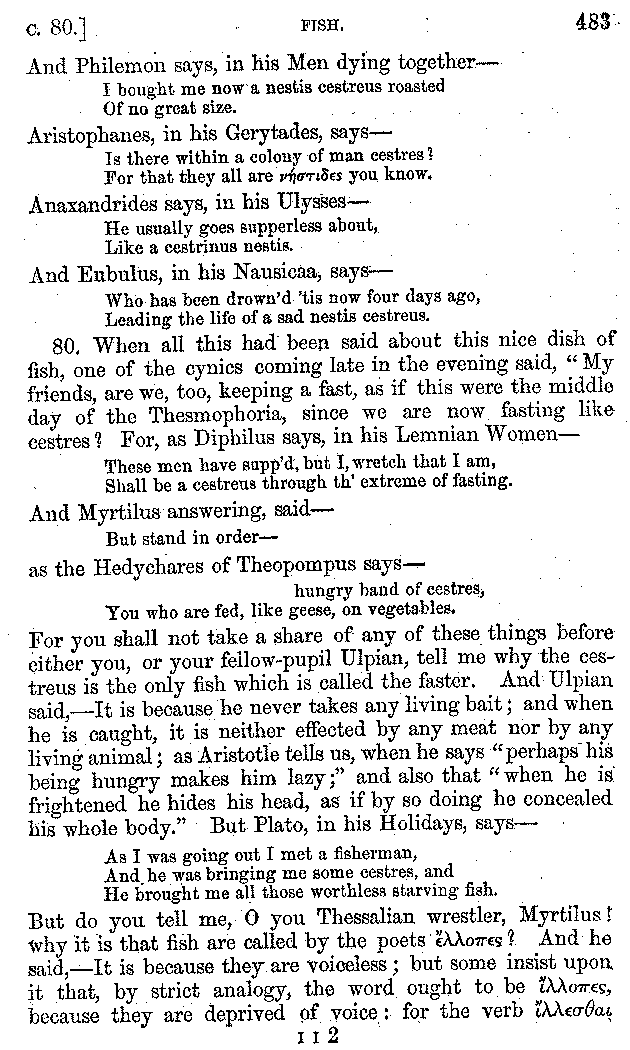 c. 80.] FISH. 483
And Philemon says, in his Men dying together—
I bought me now a nestis cestreus roasted
Of no great size.
Aristophanes, in his Gerytades, says—
Is there within a colony of man cestres?
For that they all are νήστιδες you know.
Anaxandrides says, in his Ulysses—
He usually goes supperless about,
Like a cestrinus nestis.
And Eubulus, in his Nausicaa, says—
Who has been drown'd 'tis now four days ago,
Leading the life of a sad nestis cestreus.
80. When all this had been said about this nice dish of
fish, one of the cynics coming late in the evening said, “My
friends, are we, too, keeping a fast, as if this were the middle
day of the Thesmophoria, since we are now fasting like
cestres? For, as Diphilus says, in his Lemnian Women—
These men have supp'd, but I, wretch that I am,
Shall be a cestreus through th' extreme of fasting.
And Myrtilus answering, said—
But stand in order—
as the Hedychares of Theopompus says—
hungry band of cestres,
You who are fed, like geese, on vegetables.
For you shall not take a share of any of these things before
either you, or your fellow-pupil Ulpian, tell me why the ces-
treus is the only fish which is called the faster. And Ulpian
said,—It is because he never takes any living bait; and when
he is caught, it is neither effected by any meat nor by any
living animal; as Aristotle tells us, when he says “perhaps his
being hungry makes him lazy;” and also that “when he is
frightened he hides his head, as if by so doing he concealed
his whole body.” But Plato, in his Holidays, says—
As I was going out I met a fisherman,
And he was bringing me some cestres, and
He brought me all those worthless starving fish.
But do you tell me, O you Thessalian wrestler, Myrtilus!
why it is that fish are called by the poets ἔλλοπες? And he
said,—It is because they are voiceless; but some insist upon
it that, by strict analogy, the word ought to be ἴλλοπες,
because they are deprived of voice: for the verb ἴλλεσθαι
I I 2